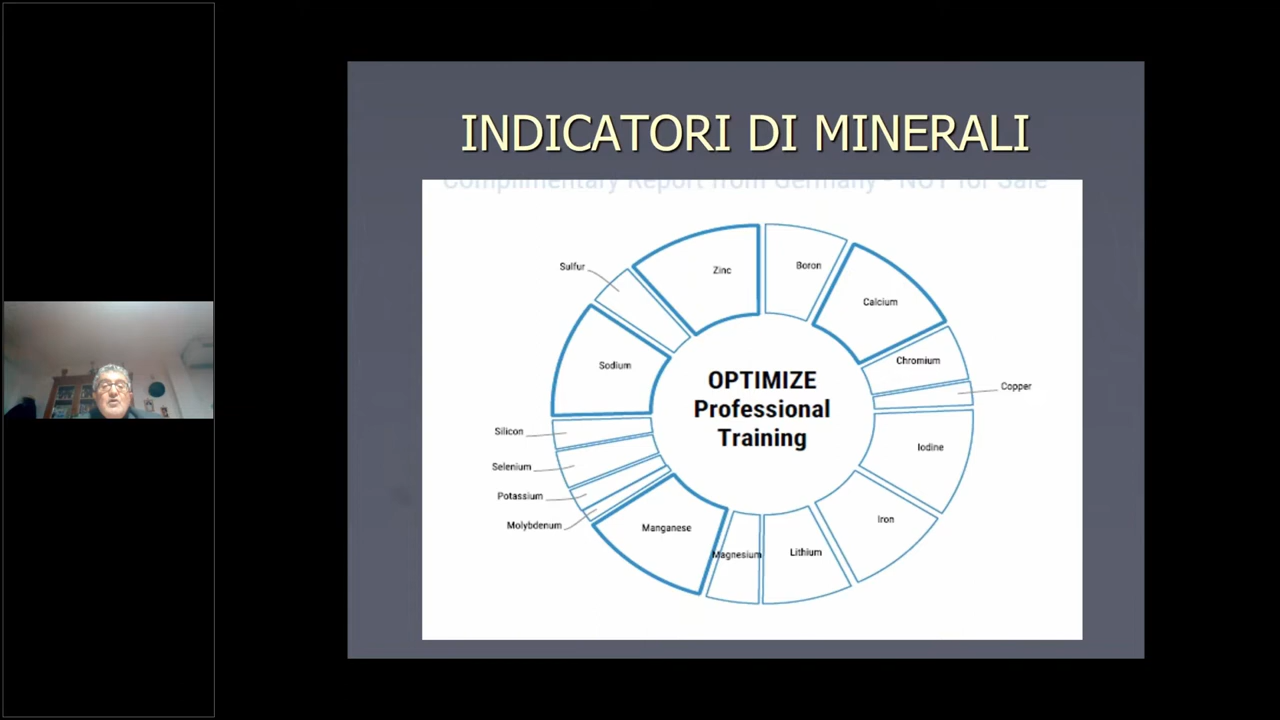 INDICATORI DI MINERALI
Complimentary Report from Germany - NOT for Sale
Zinc
Boron
Sulfur
Calcium
Sodium
Chromium
Copper
OPTIMIZE
Professional
Training
Silicon
Iodine
Selenium
Potassium
Iron
Molybdenum
Manganese
Magnesium
Lithium